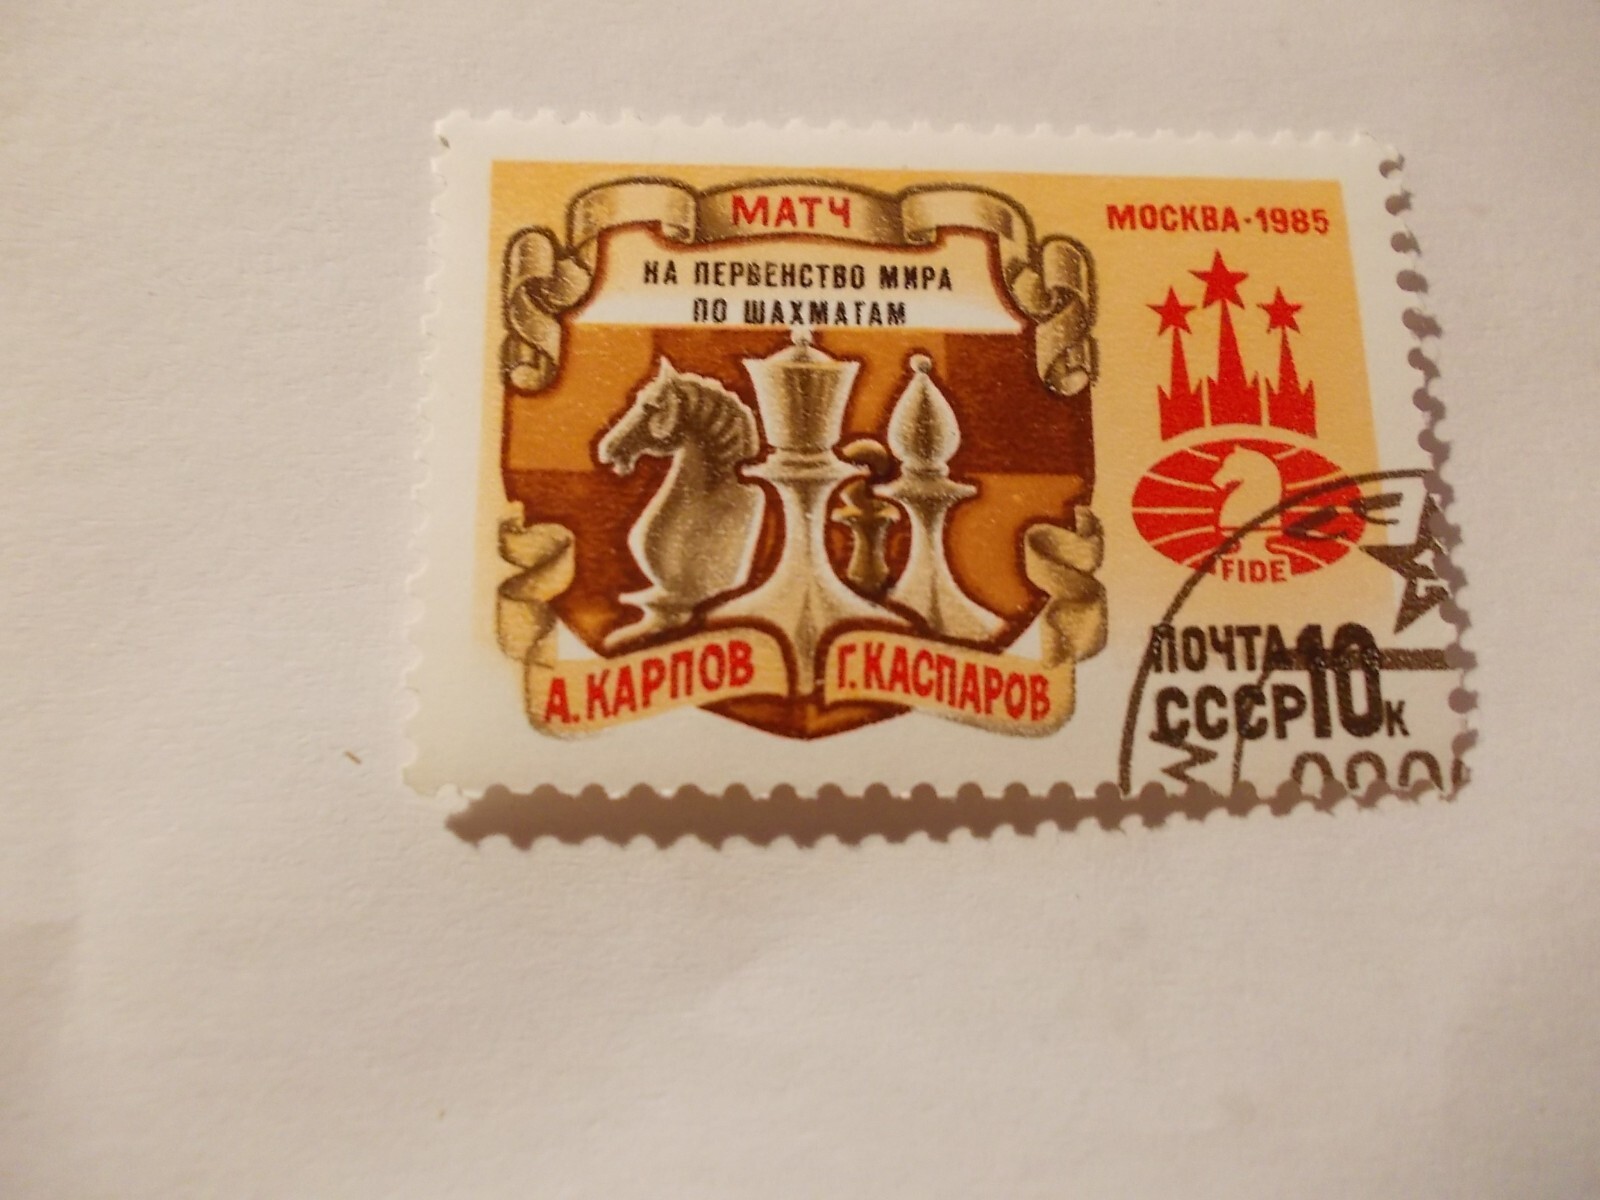 МАТЧ
НА ПЕРВЕНСТВО МИРА
ПО ШАХМАТАМ
А. КАРПОВ
Г. КАСПАРОВ
МОСКВА·1985
FIDE
ПОЧТА
СССР 10к